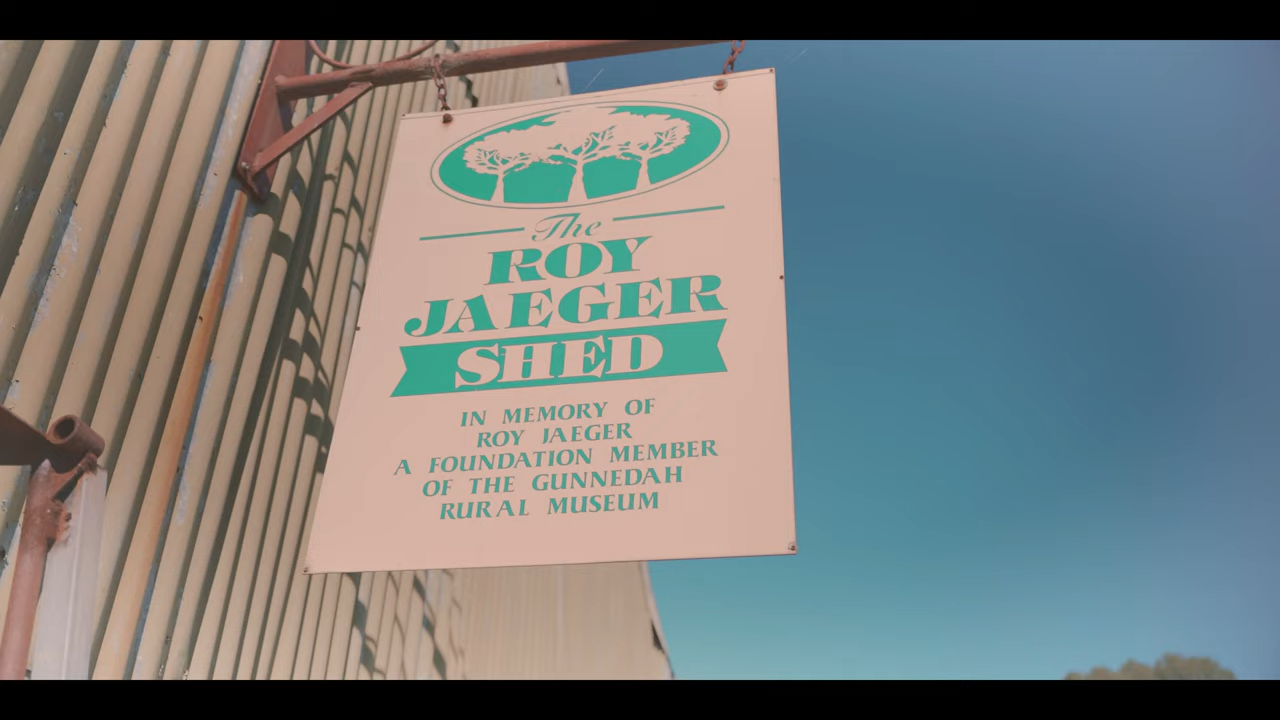 The
ROY
JAEGER
SHED
IN MEMORY OF
ROY JAEGER
A FOUNDATION MEMBER
OF THE GUNNEDAH
RURAL MUSEUM